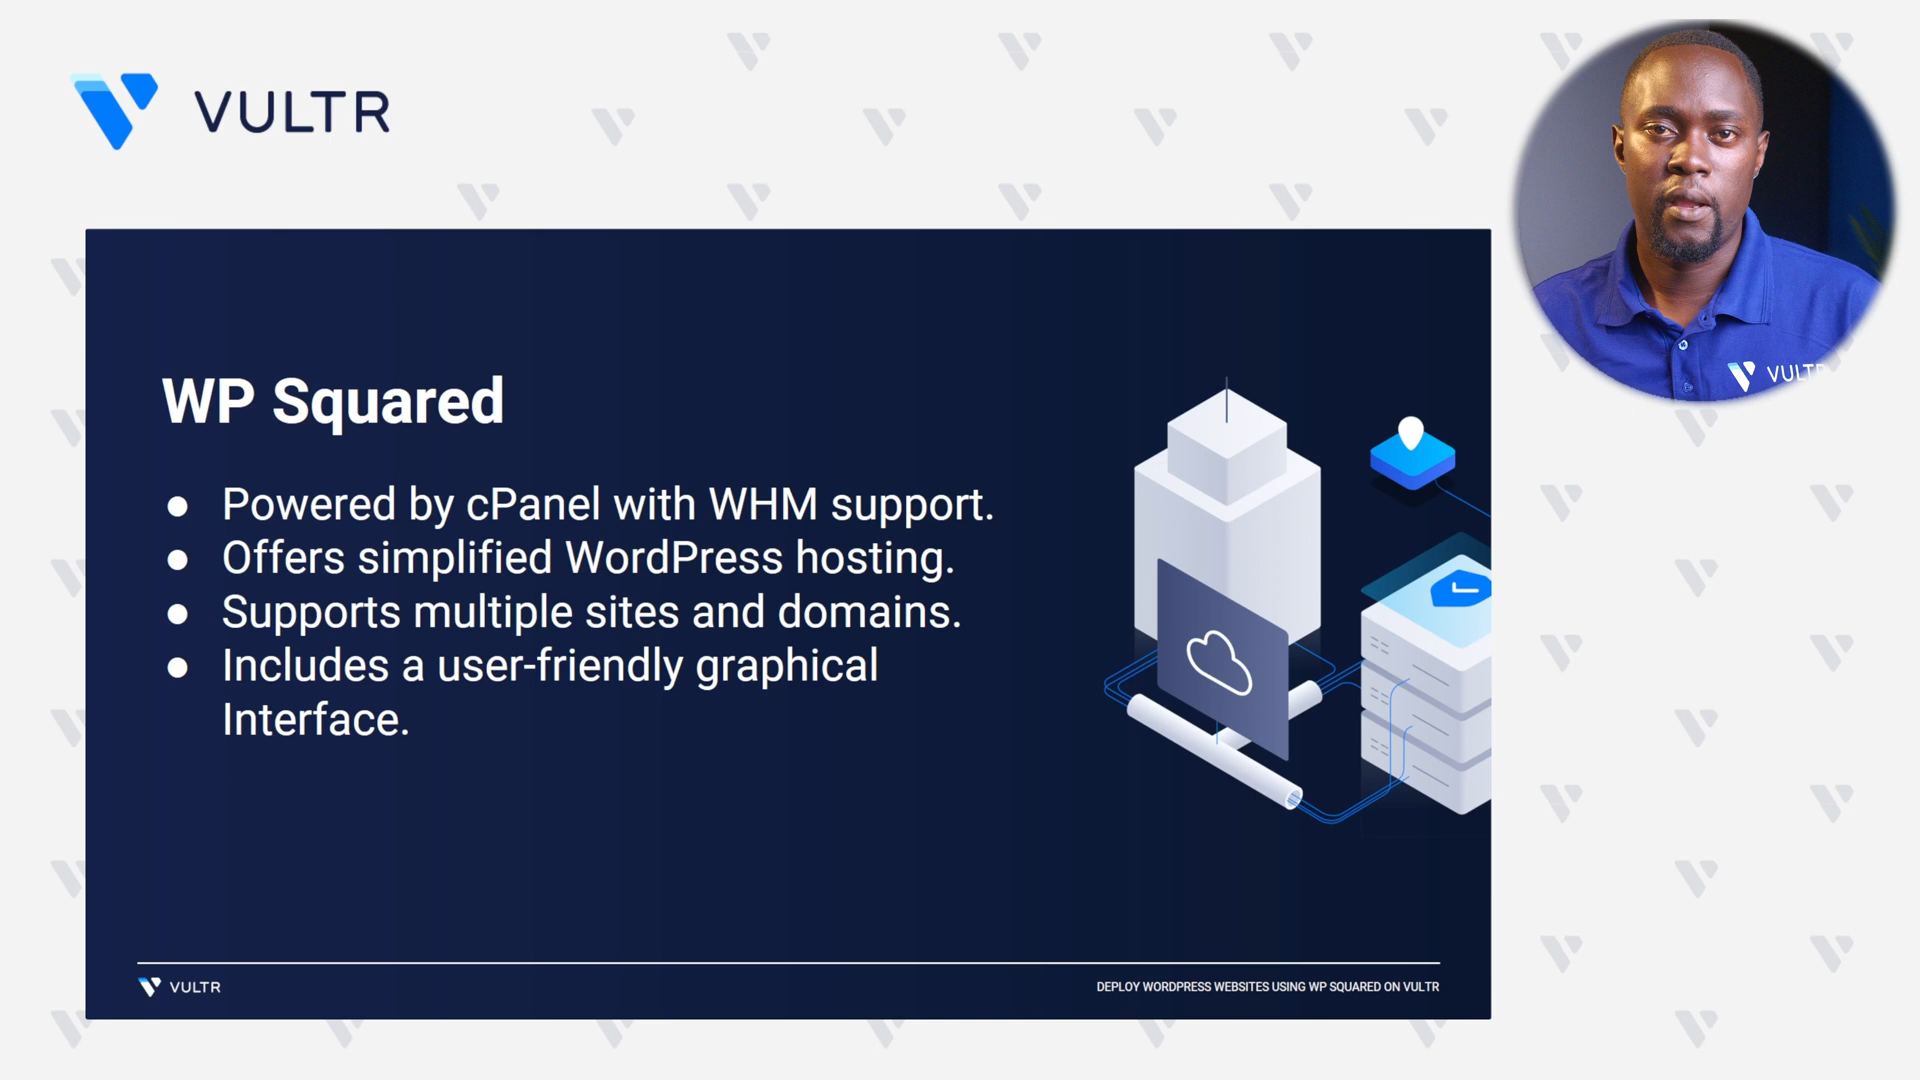 VULTR
VULTR
WP Squared
● Powered by cPanel with WHM support.
● Offers simplified WordPress hosting.
● Supports multiple sites and domains.
● Includes a user-friendly graphical
Interface.
VULTR
DEPLOY WORDPRESS WEBSITES USING WP SQUARED ON VULTR